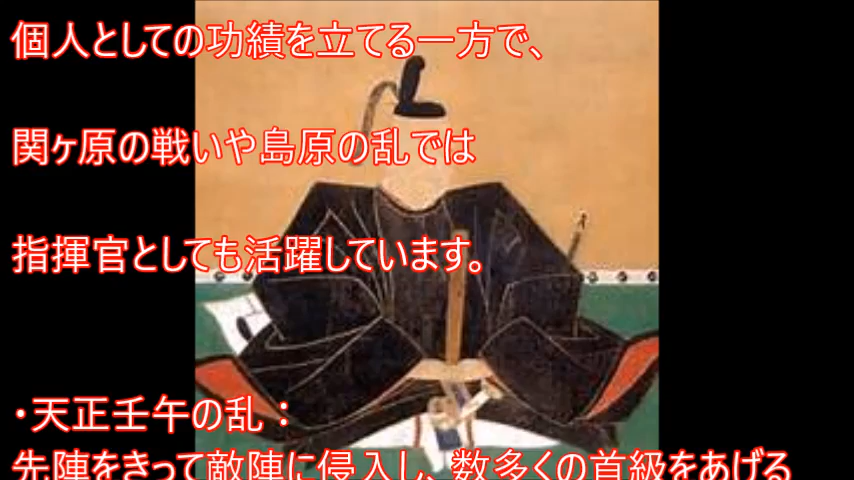 個人としての功績を立てる一方で、
関ヶ原の戦いや島原の乱では
指揮官としても活躍しています。
・天正壬午の乱：
先陣をきって敵陣に侵入し、数多くの首級をあげる